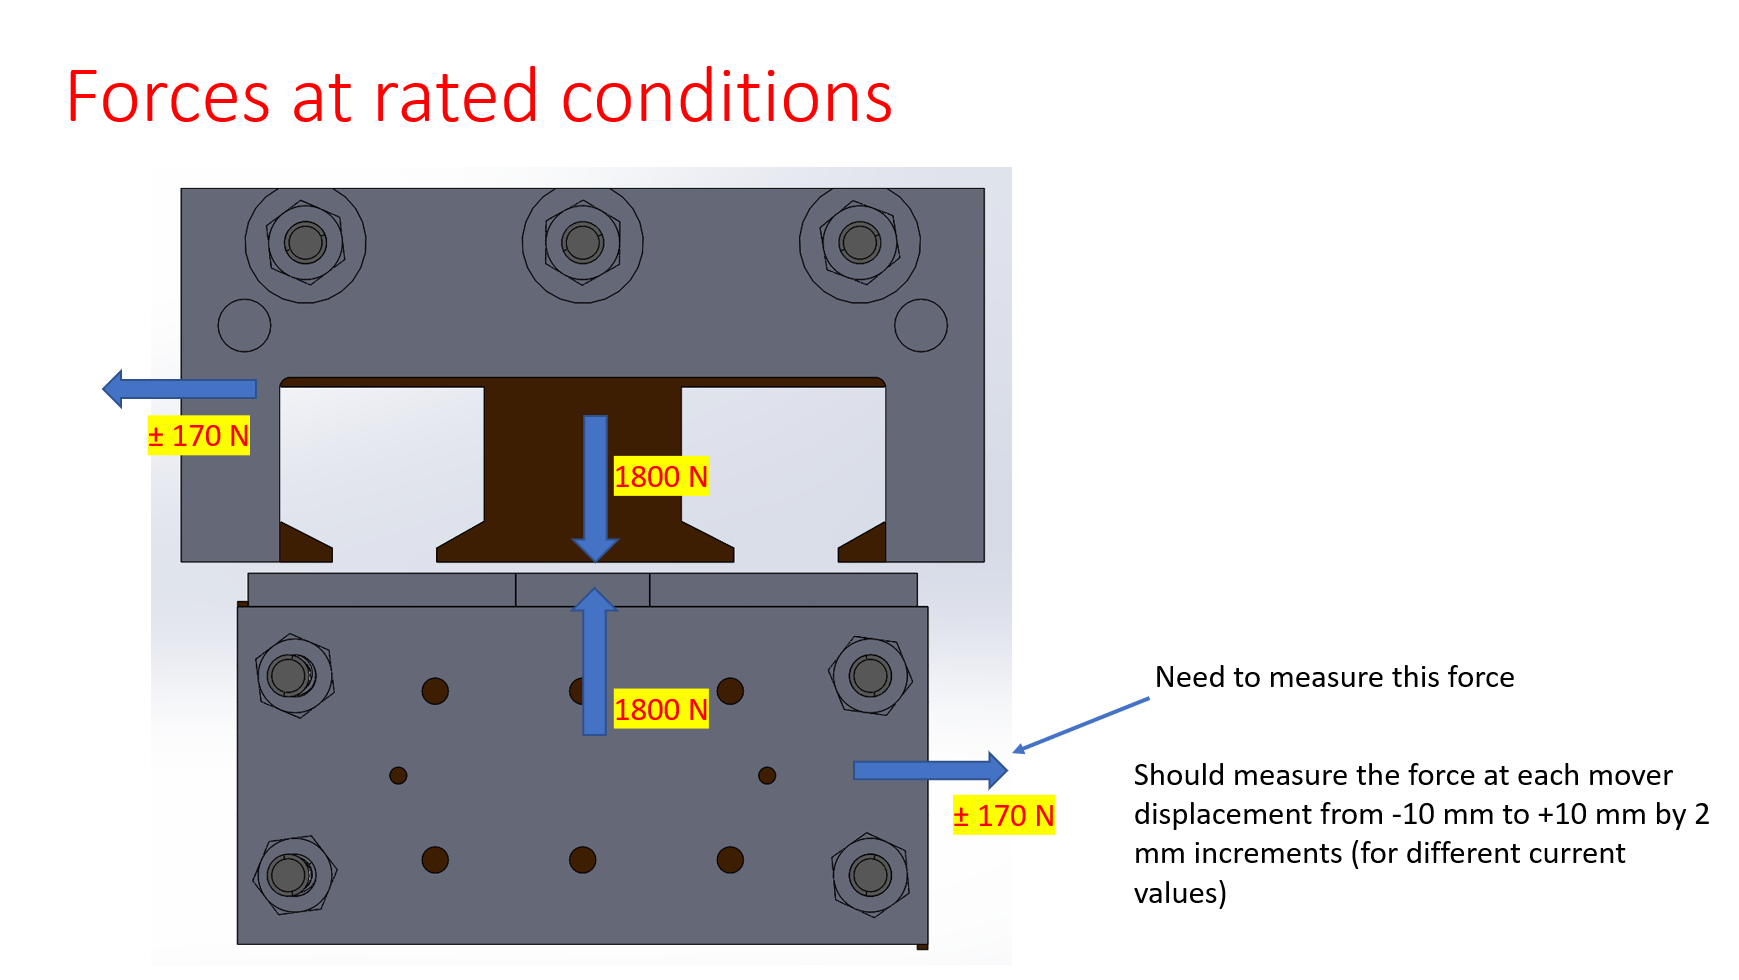 Forces at rated conditions
± 170 N
1800 N
1800 N
Need to measure this force
± 170 N
Should measure the force at each mover
displacement from -10 mm to +10 mm by 2
mm increments (for different current
values)